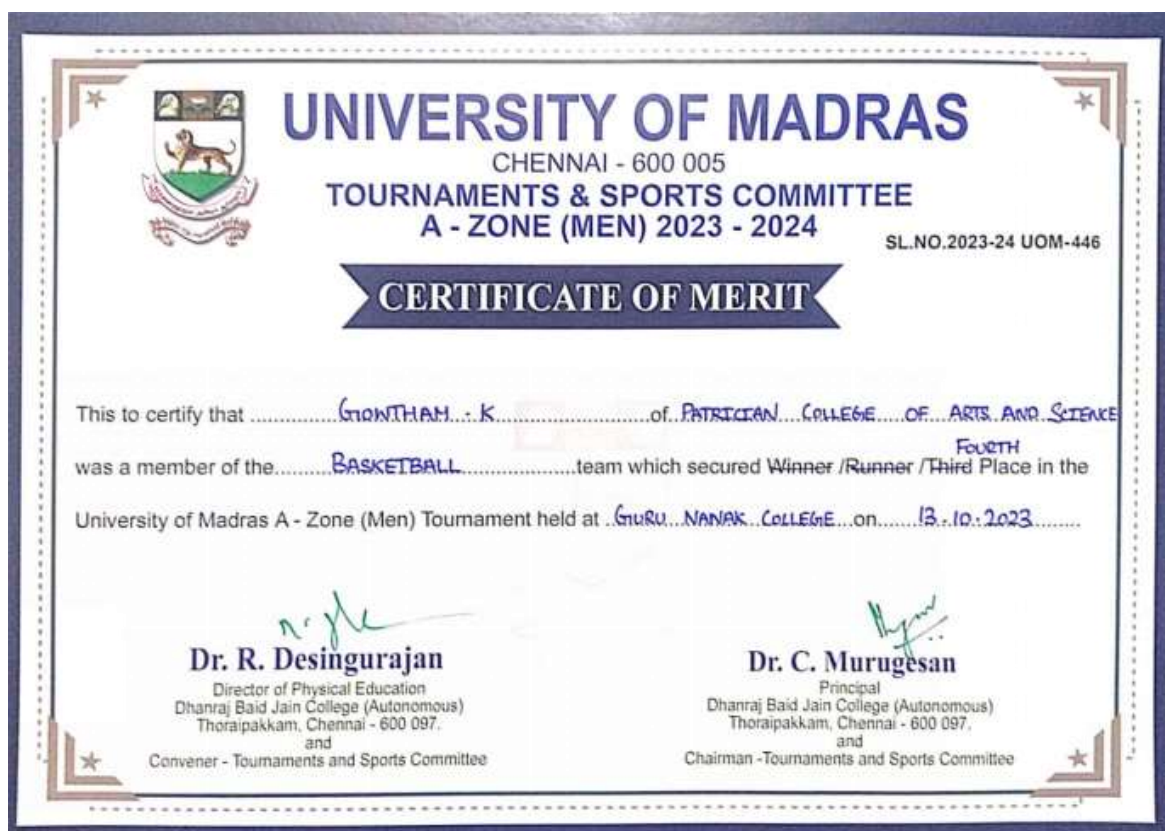 UNIVERSITY OF MADRAS
CHENNAI - 600 005
TOURNAMENTS & SPORTS COMMITTEE
A - ZONE (MEN) 2023 - 2024
SL.NO.2023-24 UOM-446
CERTIFICATE OF MERIT
This to certify that GOWTHAM . K of PATRICIAN COLLEGE OF ARTS AND SCIENCE
FOURTH
was a member of the BASKETBALL team which secured Winner /Runner /Third Place in the
University of Madras A - Zone (Men) Tournament held at GURU NANAK COLLEGE on 13.10.2023
Dr. R. Desingurajan
Director of Physical Education
Dhanraj Baid Jain College (Autonomous)
Thoraipakkam, Chennai - 600 097.
and
Convener - Tournaments and Sports Committee
Dr. C. Murugesan
Principal
Dhanraj Baid Jain College (Autonomous)
Thoraipakkam, Chennai - 600 097.
and
Chairman -Tournaments and Sports Committee